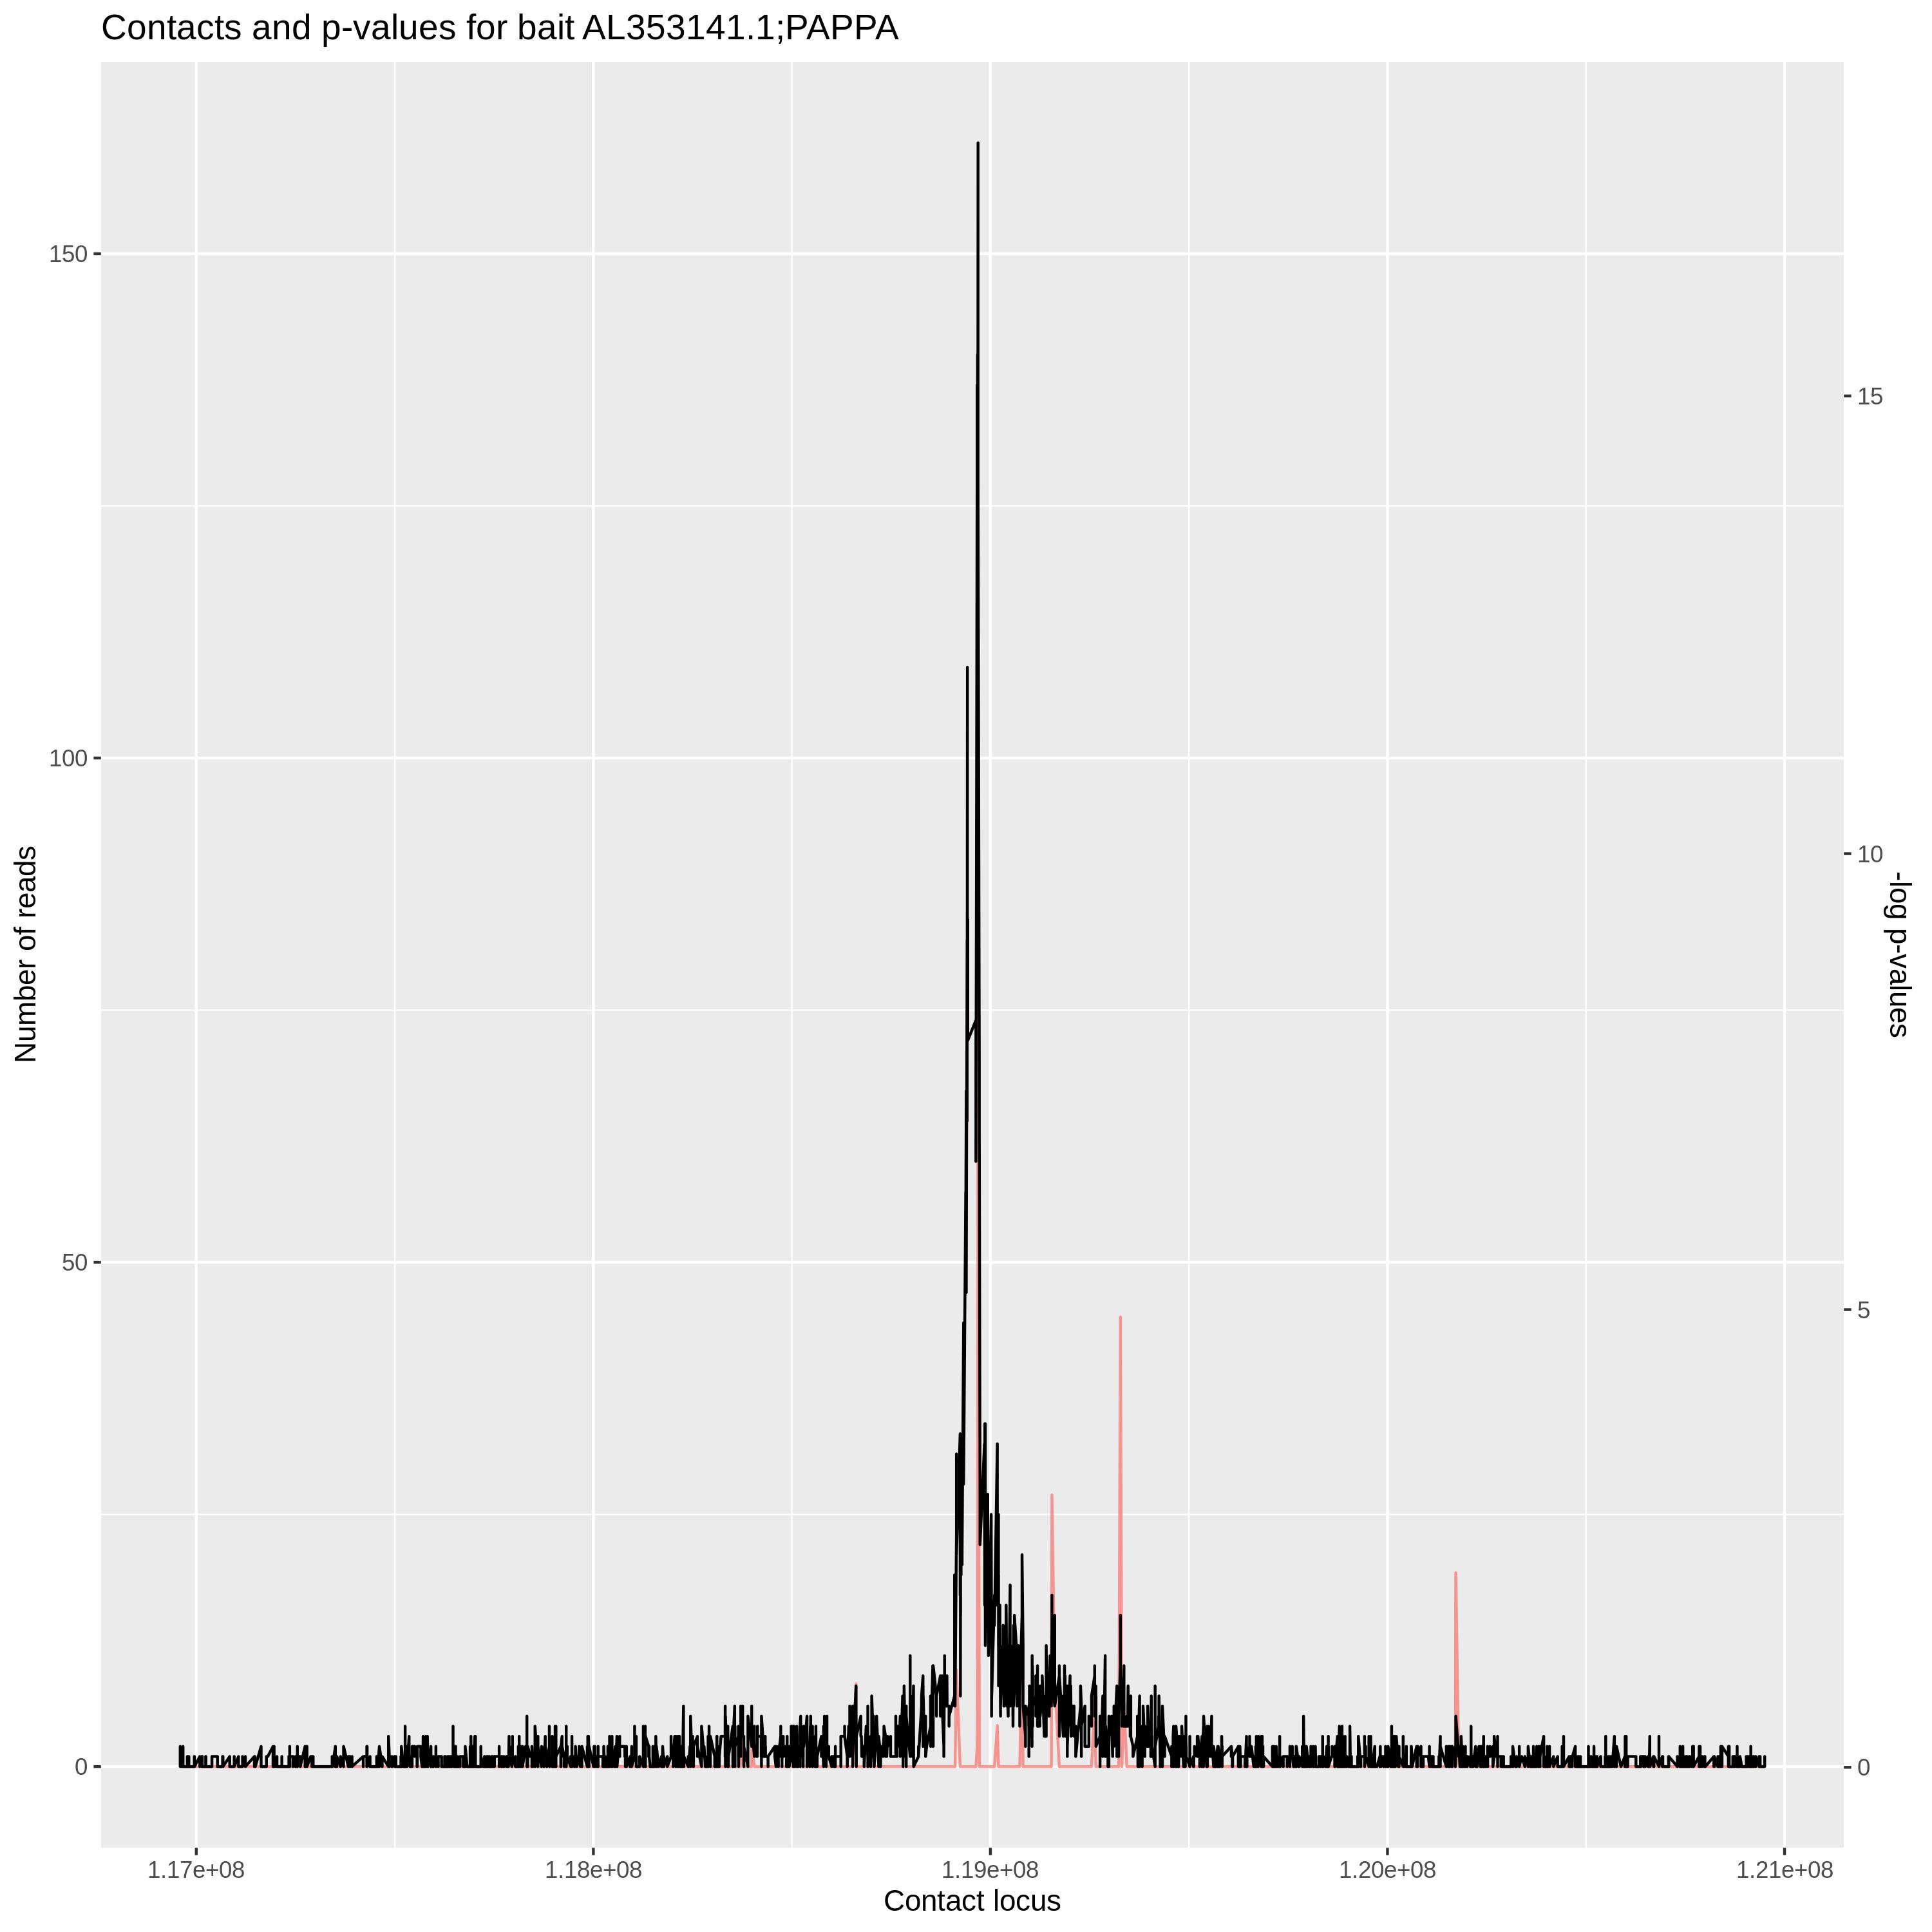 Contacts and p-values for bait AL353141.1;PAPPA
150
100
50
0
Number of reads
15
10
5
0
-log p-values
1.17e+08
1.18e+08
1.19e+08
1.20e+08
1.21e+08
Contact locus